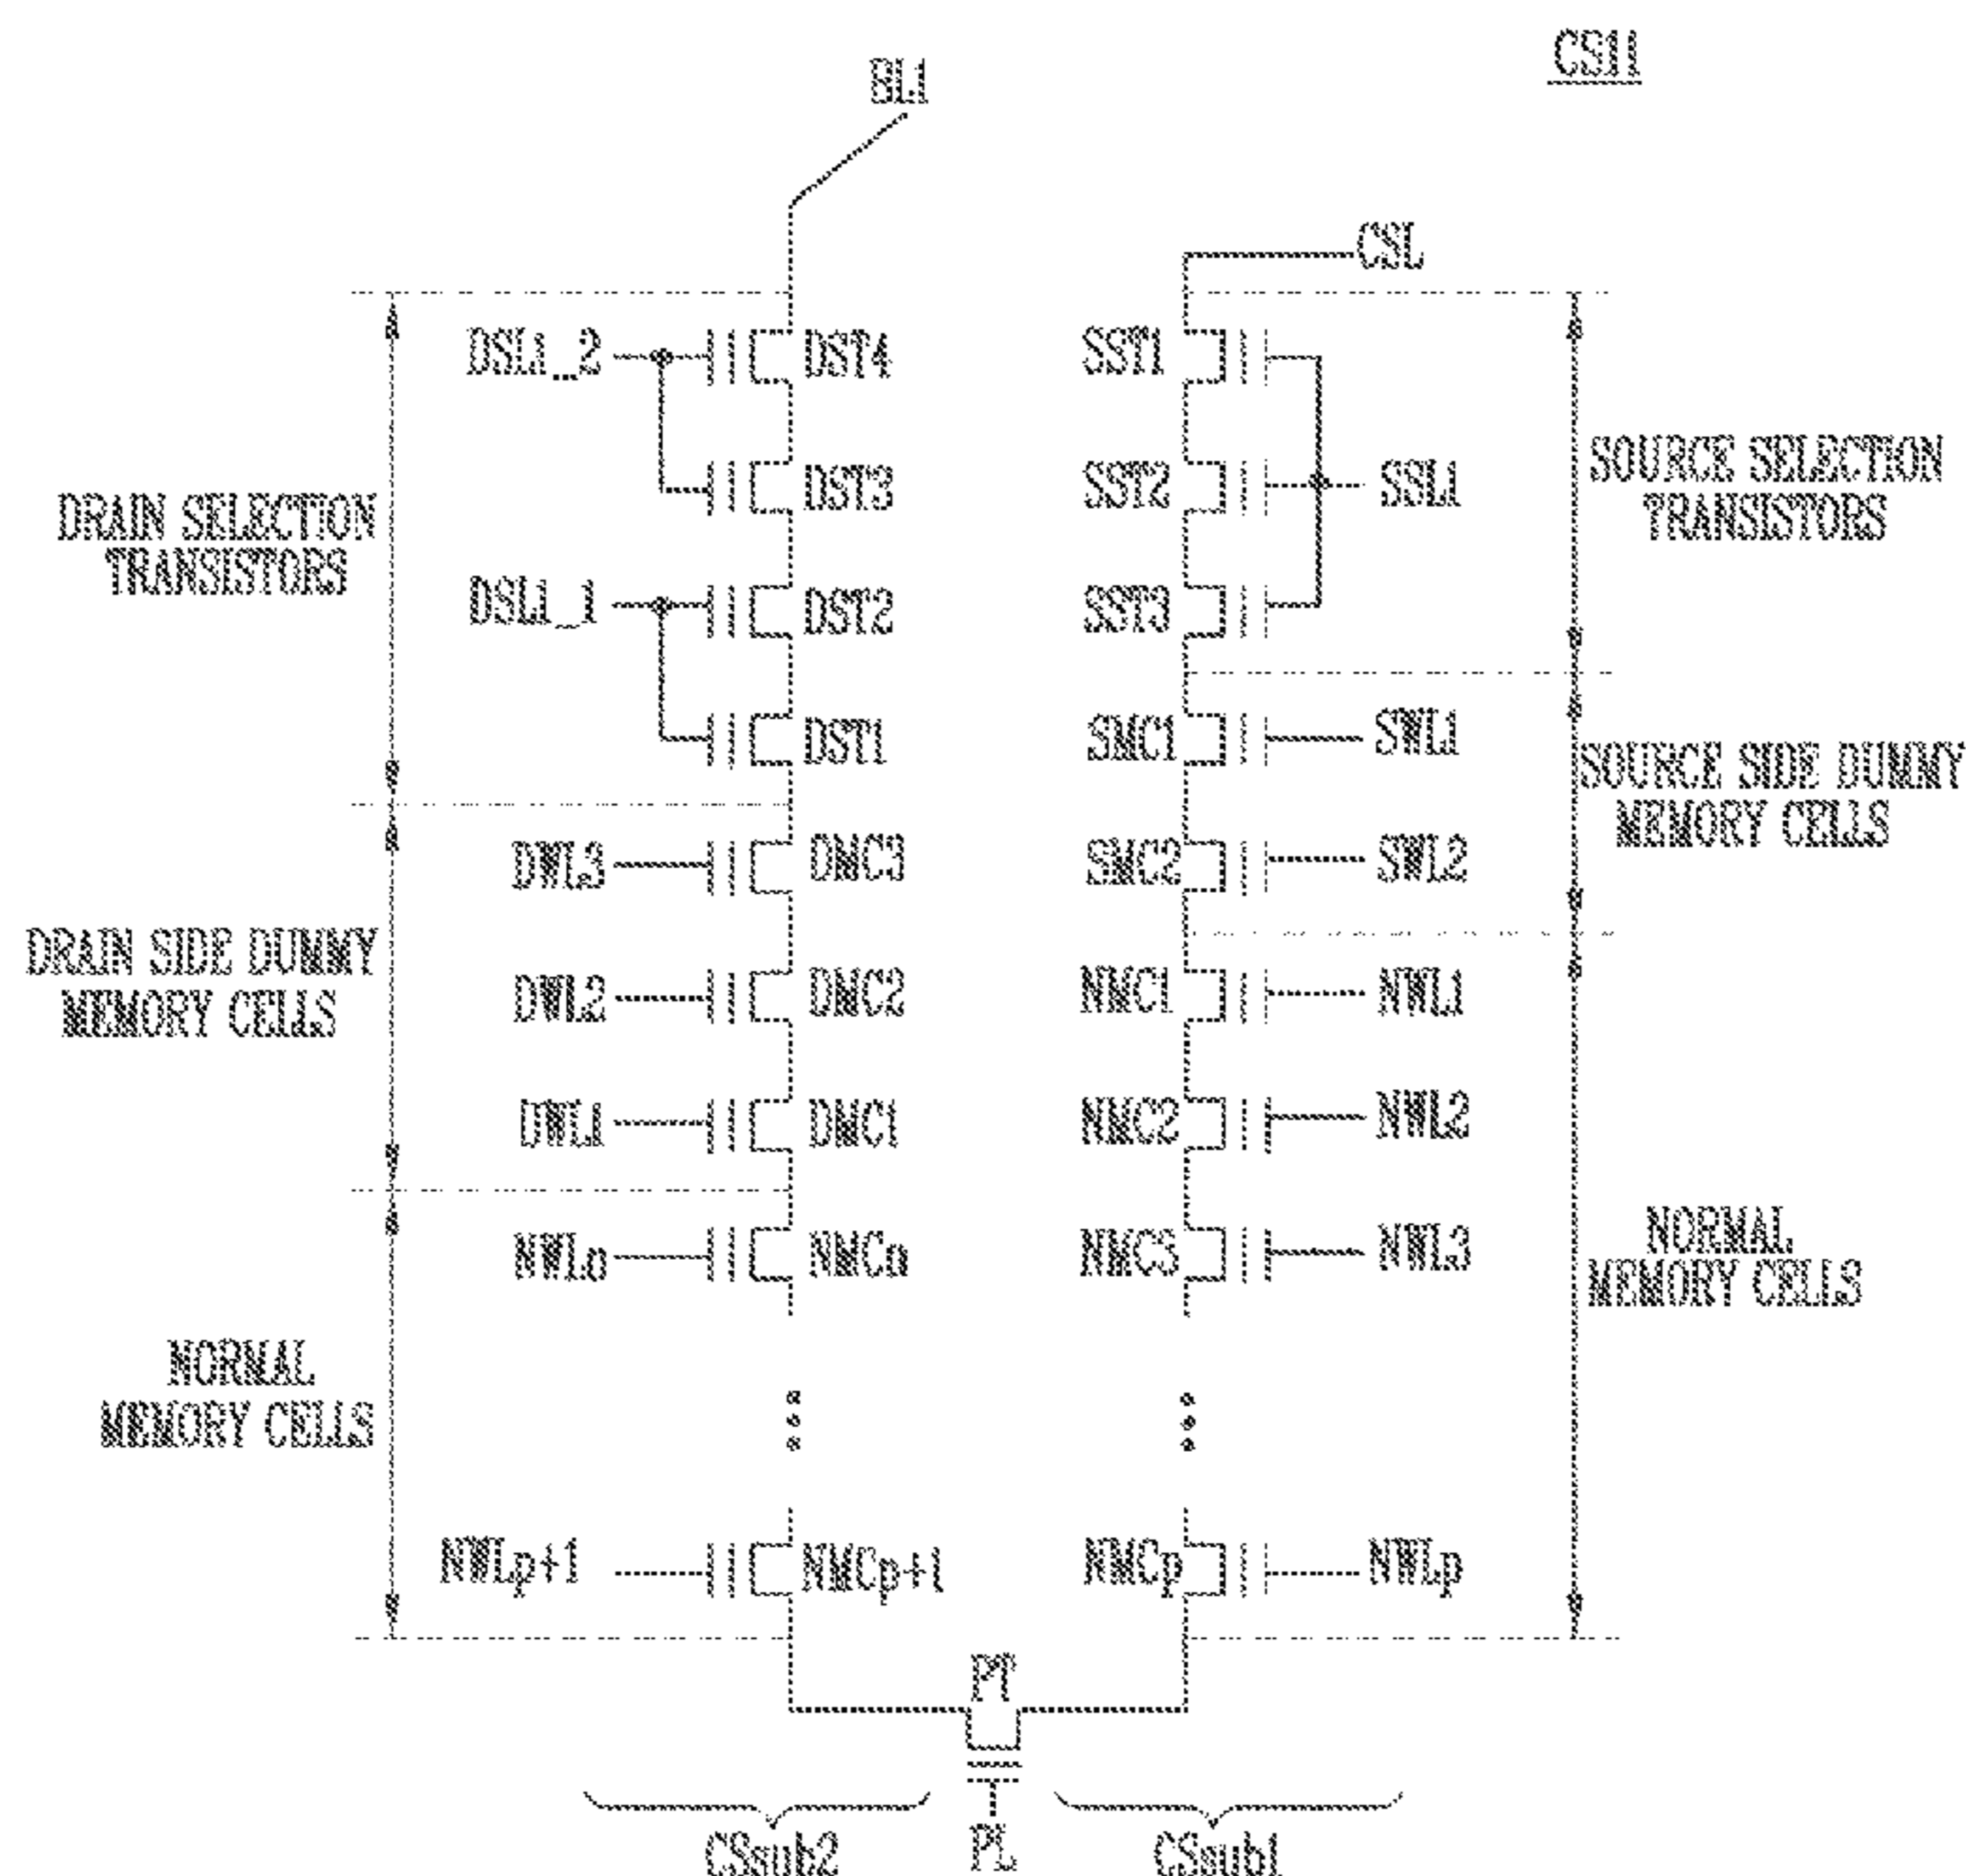 CS11
BL1
CSL
DSL1_2
DST4
SST1
DST3
SST2
SSL1
SOURCE SELECTION
TRANSISTORS
DRAIN SELECTION
TRANSISTORS
DSL1_1
DST2
SST3
DST1
SMC1
SWL1
SOURCE SIDE DUMMY
MEMORY CELLS
DWL3
DMC3
SMC2
SWL2
DRAIN SIDE DUMMY
MEMORY CELLS
DWL2
DMC2
NMC1
NWL1
DWL1
DMC1
NMC2
NWL2
NWLn
NMCn
NMC3
NWL3
NORMAL
MEMORY CELLS
NORMAL
MEMORY CELLS
NWLp+1
NMCp+1
NMCp
NWLp
PT
PL
CSsub2
CSsub1